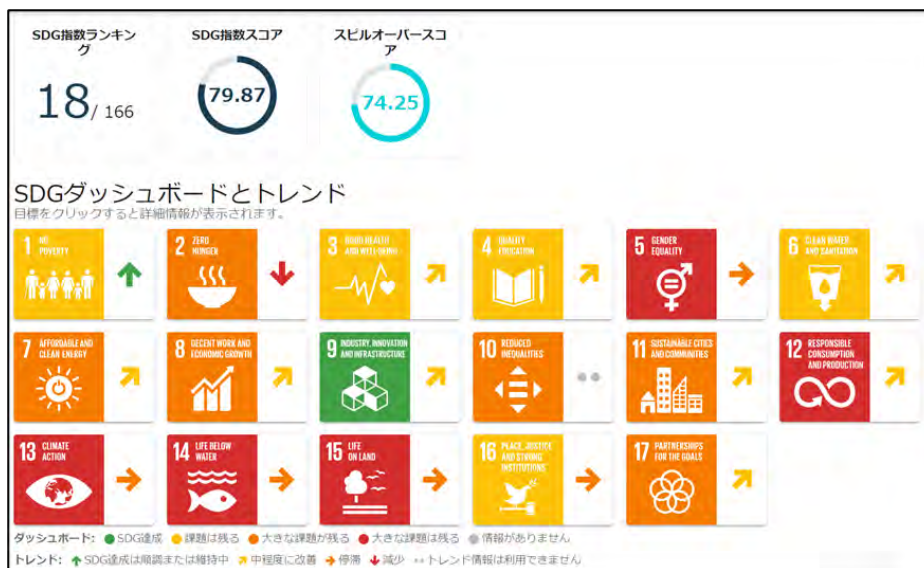 SDG指数ランキン
グ
SDG指数スコア
スピルオーバースコ
ア
18/ 166
79.87
74.25
SDGダッシュボードとトレンド
目標をクリックすると詳細情報が表示されます。
1 NO
POVERTY
2 ZERO
HUNGER
3 GOOD HEALTH
AND WELL-BEING
4 QUALITY
EDUCATION
5 GENDER
EQUALITY
6 CLEAN WATER
AND SANITATION
7 AFFORDABLE AND
CLEAN ENERGY
8 DECENT WORK AND
ECONOMIC GROWTH
9 INDUSTRY, INNOVATION
AND INFRASTRUCTURE
10 REDUCED
INEQUALITIES
11 SUSTAINABLE CITIES
AND COMMUNITIES
12 RESPONSIBLE
CONSUMPTION
AND PRODUCTION
13 CLIMATE
ACTION
14 LIFE BELOW
WATER
15 LIFE
ON LAND
16 PEACE, JUSTICE
AND STRONG
INSTITUTIONS
17 PARTNERSHIPS
FOR THE GOALS
ダッシュボード: SDG達成 課題は残る 大きな課題が残る 大きな課題は残る 情報がありません
トレンド: SDG達成は順調または維持中 中程度に改善 停滞 減少 トレンド情報は利用できません